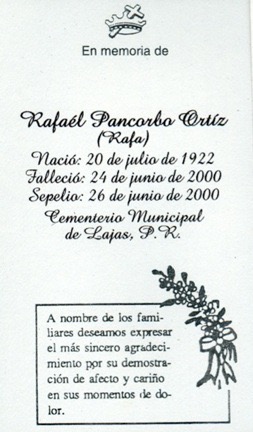 En memoria de
Rafaél Pancorbo Ortíz
(Rafa)
Nació: 20 de julio de 1922
Falleció: 24 de junio de 2000
Sepelio: 26 de junio de 2000
Cementerio Municipal
de Lajas, P.R.
A nombre de los fami-
liares deseamos expresar
el más sincero agradeci-
miento por su demostra-
ción de afecto y cariño
en sus momentos de do-
lor.